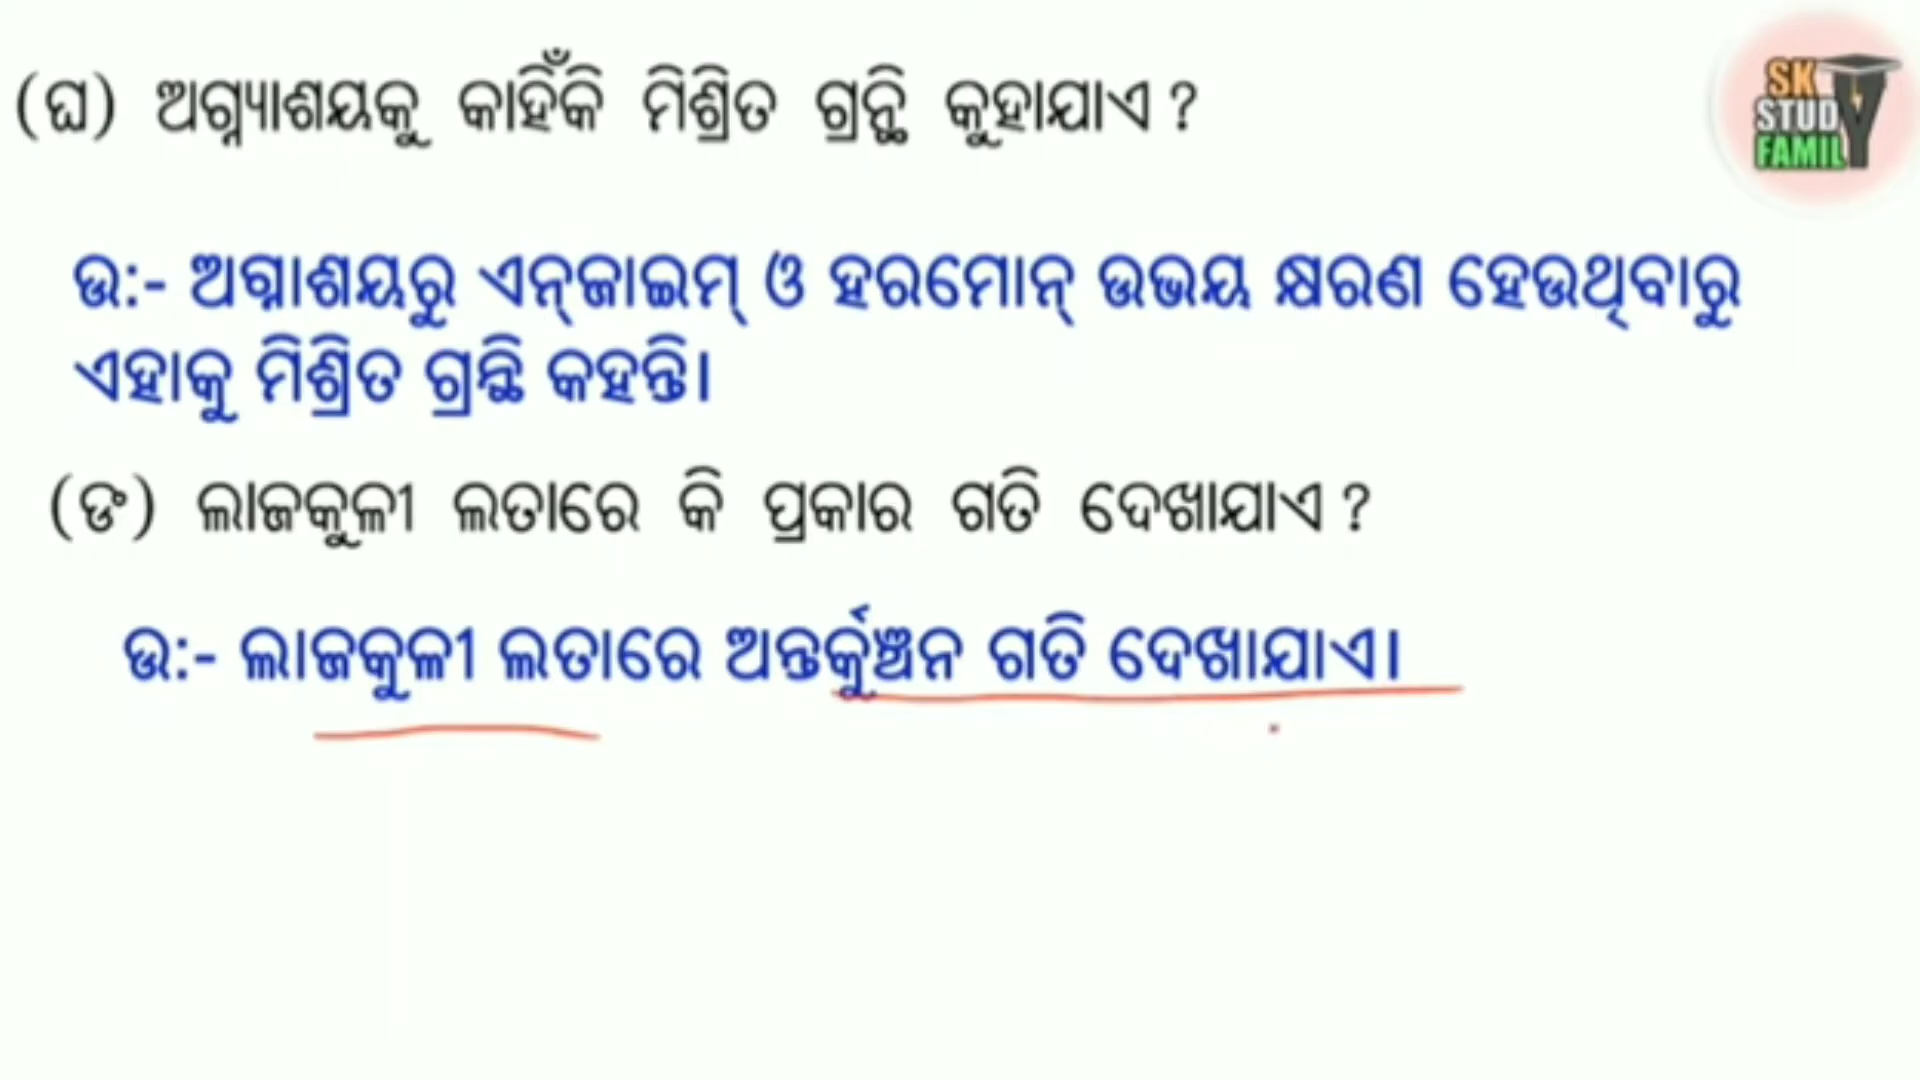 (ଘ) ଅଗ୍ନ୍ୟାଶୟକୁ କାହିଁକି ମିଶ୍ରିତ ଗ୍ରନ୍ଥି କୁହାଯାଏ ?
SK
STUDY
FAMILY
ଉ:- ଅଗ୍ନାଶୟରୁ ଏନ୍‌ଜାଇମ୍ ଓ ହରମୋନ୍ ଉଭୟ କ୍ଷରଣ ହେଉଥିବାରୁ
ଏହାକୁ ମିଶ୍ରିତ ଗ୍ରନ୍ଥି କହନ୍ତି।
(ଙ) ଲାଜକୁଳୀ ଲତାରେ କି ପ୍ରକାର ଗତି ଦେଖାଯାଏ ?
ଉ:- ଲାଜକୁଳୀ ଲତାରେ ଅନ୍ତର୍କୁଞ୍ଚନ ଗତି ଦେଖାଯାଏ।